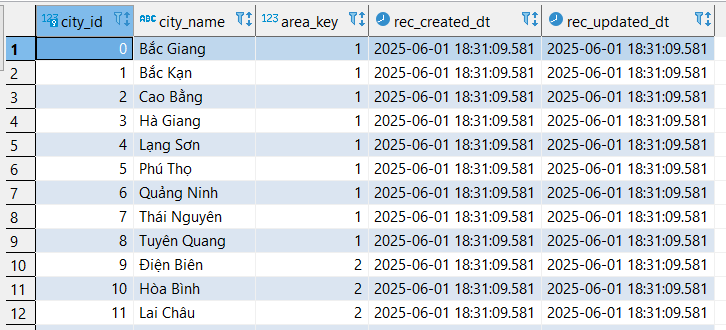 123 city_id ABC city_name 123 area_key rec_created_dt rec_updated_dt
1 0 Bắc Giang 1 2025-06-01 18:31:09.581 2025-06-01 18:31:09.581
2 1 Bắc Kạn 1 2025-06-01 18:31:09.581 2025-06-01 18:31:09.581
3 2 Cao Bằng 1 2025-06-01 18:31:09.581 2025-06-01 18:31:09.581
4 3 Hà Giang 1 2025-06-01 18:31:09.581 2025-06-01 18:31:09.581
5 4 Lạng Sơn 1 2025-06-01 18:31:09.581 2025-06-01 18:31:09.581
6 5 Phú Thọ 1 2025-06-01 18:31:09.581 2025-06-01 18:31:09.581
7 6 Quảng Ninh 1 2025-06-01 18:31:09.581 2025-06-01 18:31:09.581
8 7 Thái Nguyên 1 2025-06-01 18:31:09.581 2025-06-01 18:31:09.581
9 8 Tuyên Quang 1 2025-06-01 18:31:09.581 2025-06-01 18:31:09.581
10 9 Điện Biên 2 2025-06-01 18:31:09.581 2025-06-01 18:31:09.581
11 10 Hòa Bình 2 2025-06-01 18:31:09.581 2025-06-01 18:31:09.581
12 11 Lai Châu 2 2025-06-01 18:31:09.581 2025-06-01 18:31:09.581